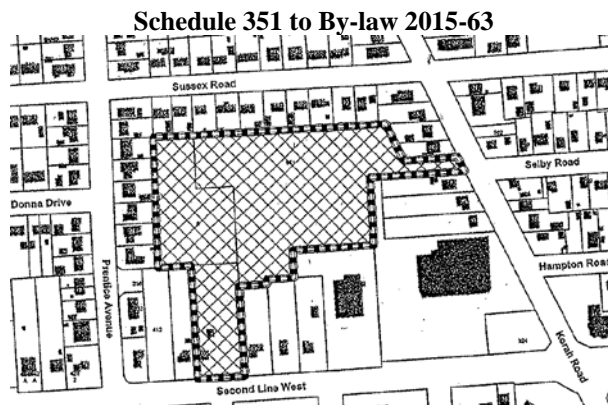 Schedule 351 to By-law 2015-63
Sussex Road
Selby Road
Donna Drive
Prentice Avenue
Hampton Road
Korah Road
Second Line West